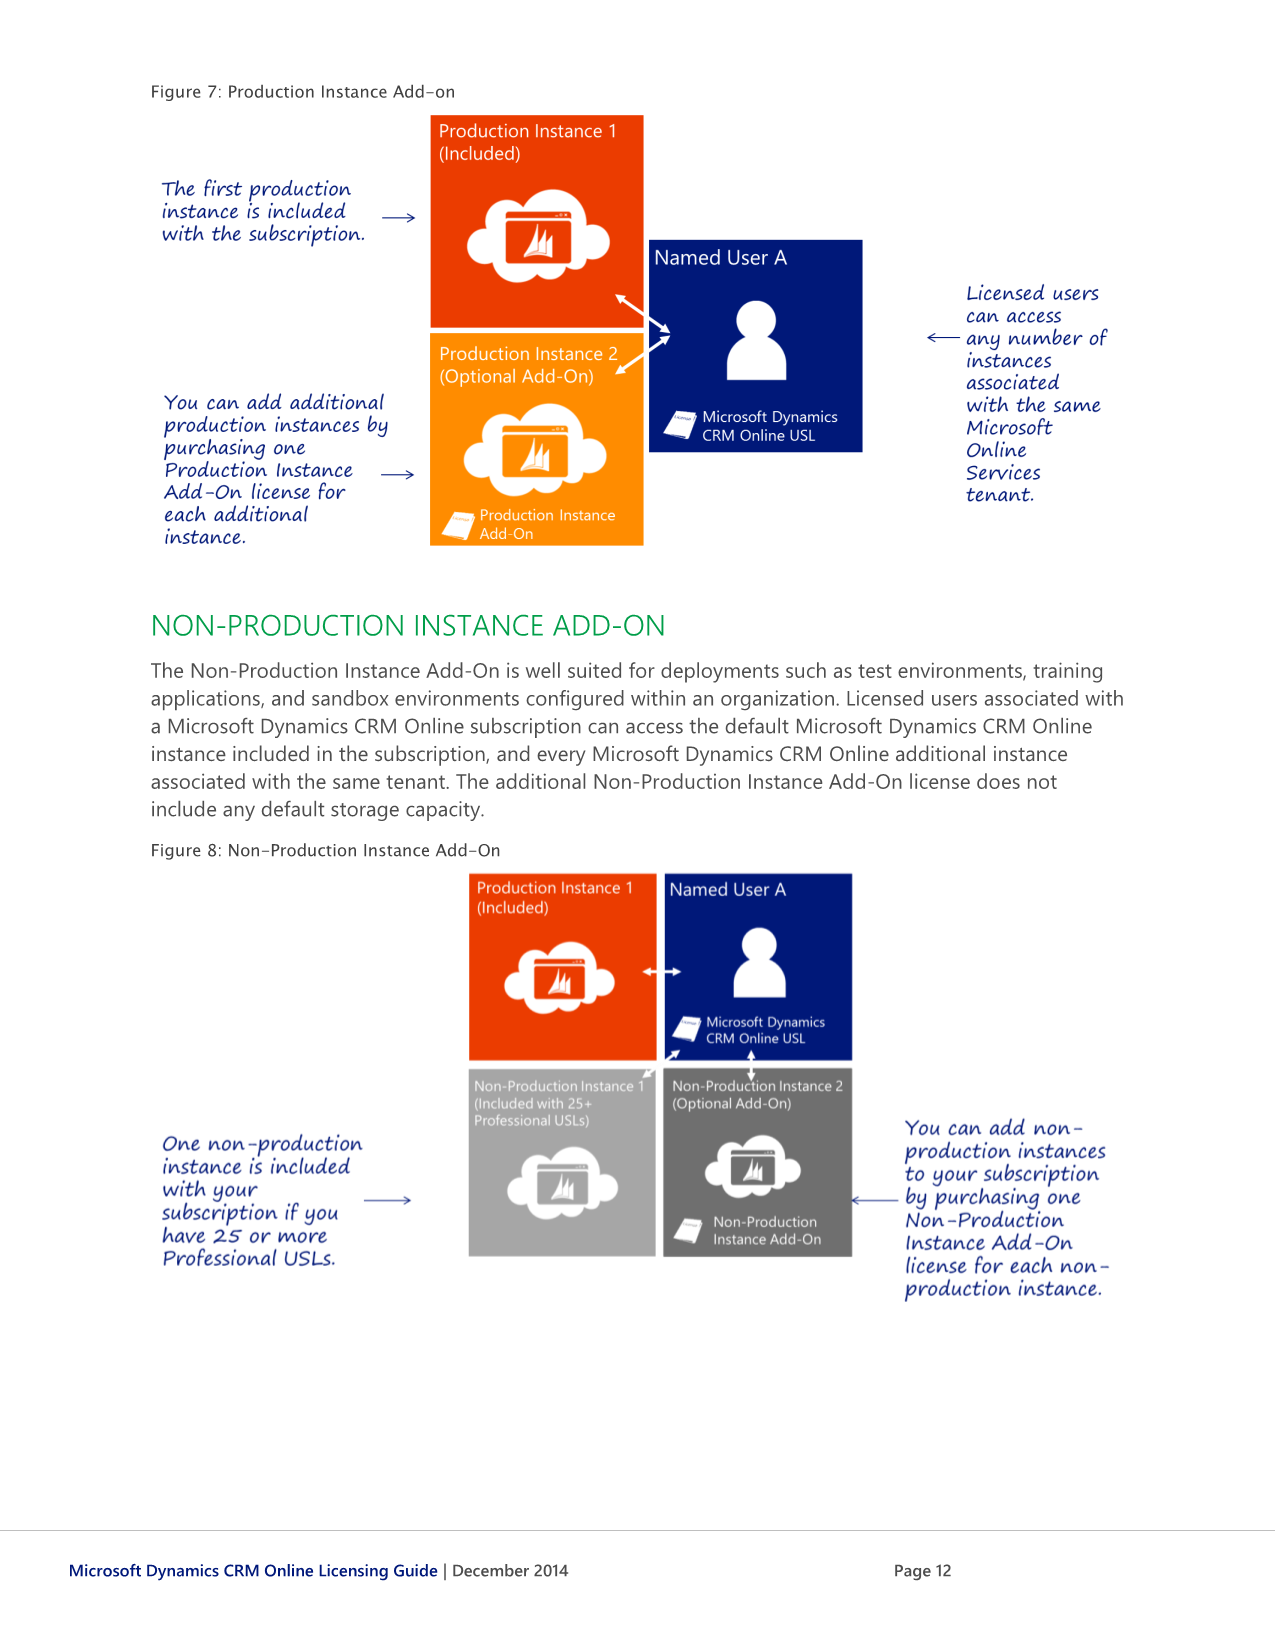 Figure 7: Production Instance Add-on
Production Instance 1
(Included)
The first production
instance is included
with the subscription.
Named User A
Licensed users
can access
any number of
instances
associated
with the same
Microsoft
Online
Services
tenant.
Production Instance 2
(Optional Add-On)
You can add additional
production instances by
purchasing one
Production Instance
Add-On license for
each additional
instance.
Microsoft Dynamics
CRM Online USL
Production Instance
Add-On
NON-PRODUCTION INSTANCE ADD-ON
The Non-Production Instance Add-On is well suited for deployments such as test environments, training
applications, and sandbox environments configured within an organization. Licensed users associated with
a Microsoft Dynamics CRM Online subscription can access the default Microsoft Dynamics CRM Online
instance included in the subscription, and every Microsoft Dynamics CRM Online additional instance
associated with the same tenant. The additional Non-Production Instance Add-On license does not
include any default storage capacity.
Figure 8: Non-Production Instance Add-On
Production Instance 1
(Included)
Named User A
Microsoft Dynamics
CRM Online USL
Non-Production Instance 1
(Included with 25+
Professional USLs)
Non-Production Instance 2
(Optional Add-On)
One non-production
instance is included
with your
subscription if you
have 25 or more
Professional USLs.
Non-Production
Instance Add-On
You can add non-
production instances
to your subscription
by purchasing one
Non-Production
Instance Add-On
license for each non-
production instance.
Microsoft Dynamics CRM Online Licensing Guide | December 2014
Page 12